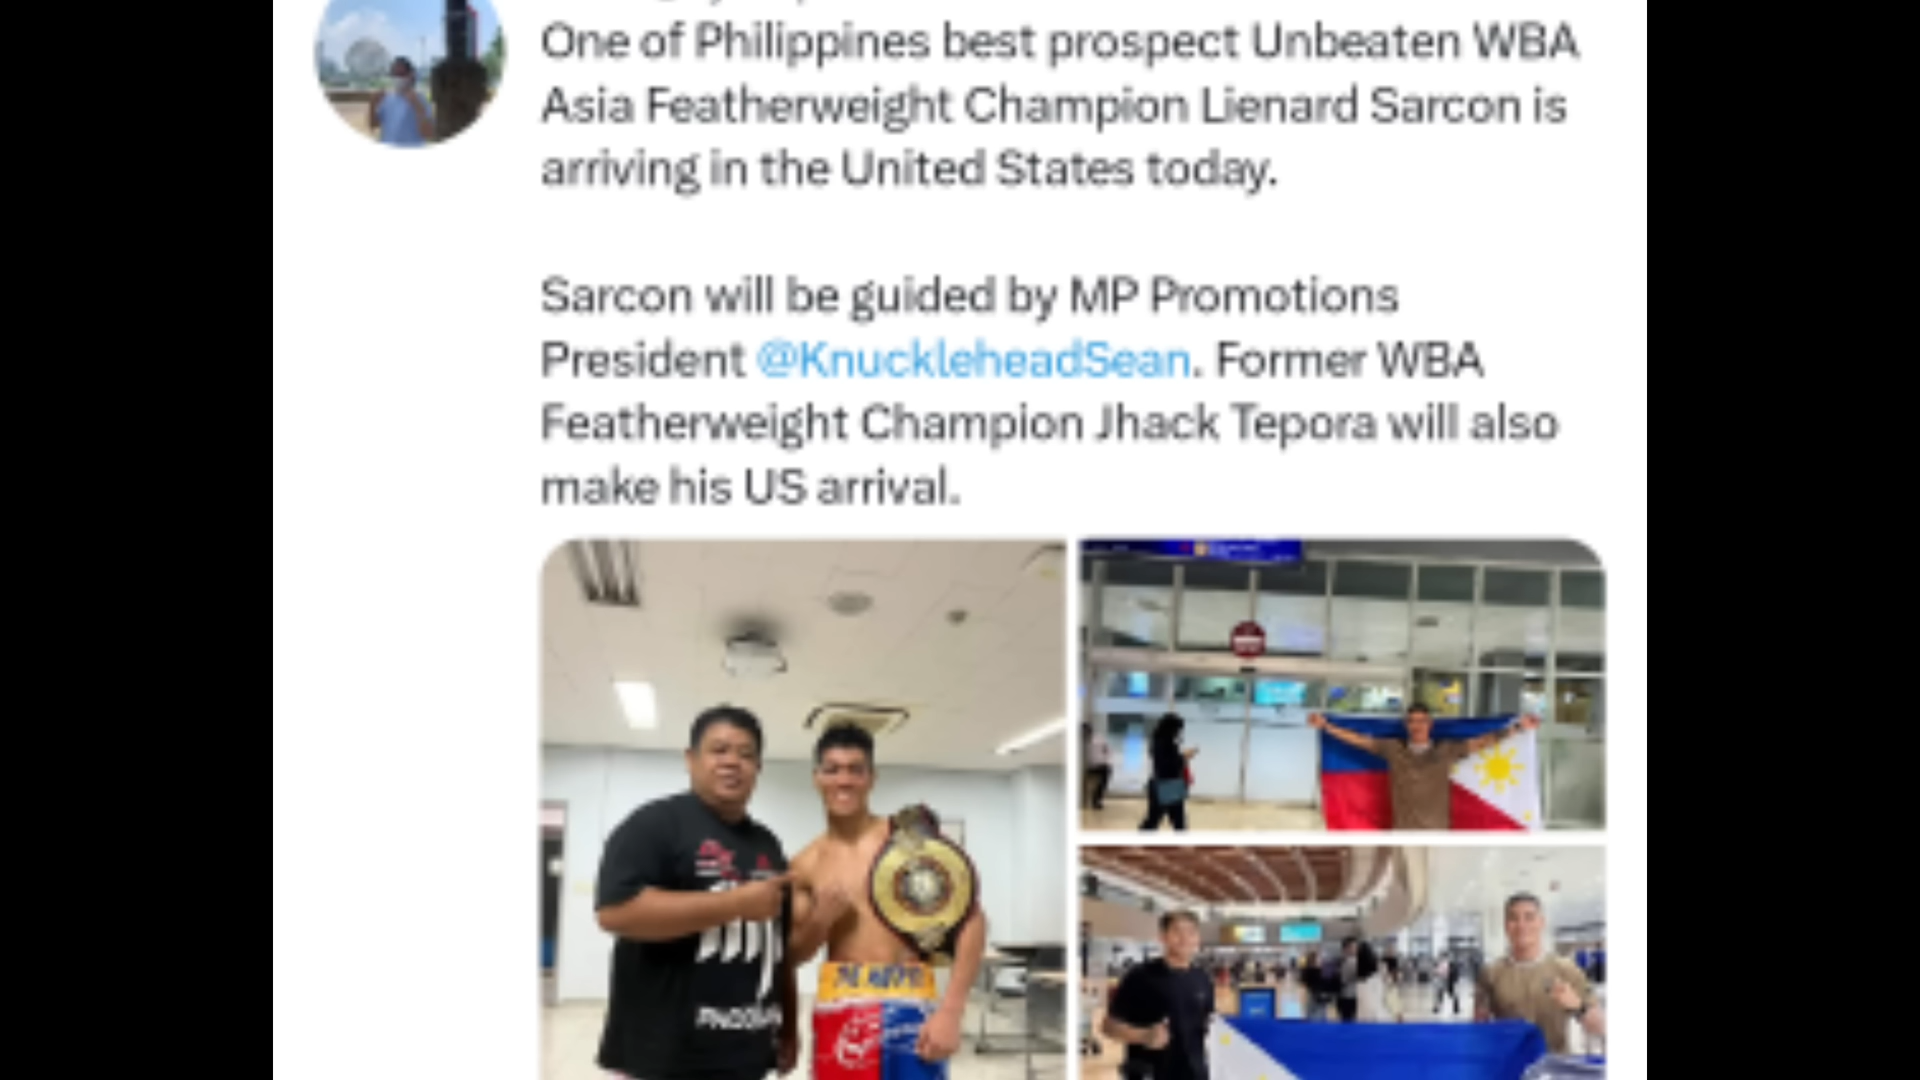 One of Philippines best prospect Unbeaten WBA
Asia Featherweight Champion Lienard Sarcon is
arriving in the United States today.
Sarcon will be guided by MP Promotions
President @KnuckleheadSean. Former WBA
Featherweight Champion Jhack Tepora will also
make his US arrival.